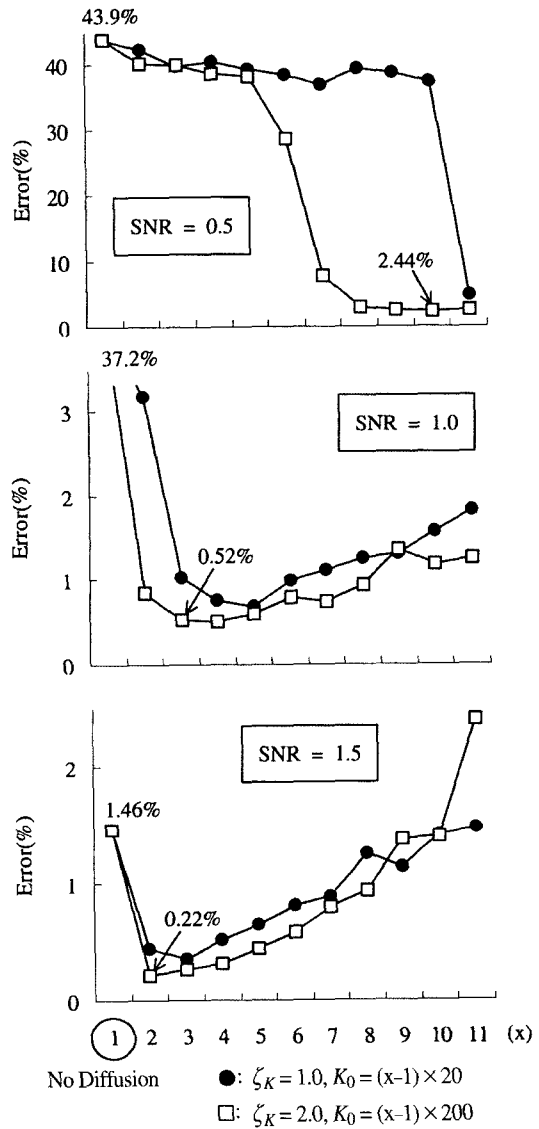 43.9%
40
30
20
10
0
Error(%)
SNR = 0.5
2.44%
37.2%
3
2
1
0
Error(%)
SNR = 1.0
0.52%
2
1
0
Error(%)
SNR = 1.5
1.46%
0.22%
1 2 3 4 5 6 7 8 9 10 11 (x)
No Diffusion
●: ζK = 1.0, K0 = (x–1) × 20
□: ζK = 2.0, K0 = (x–1) × 200